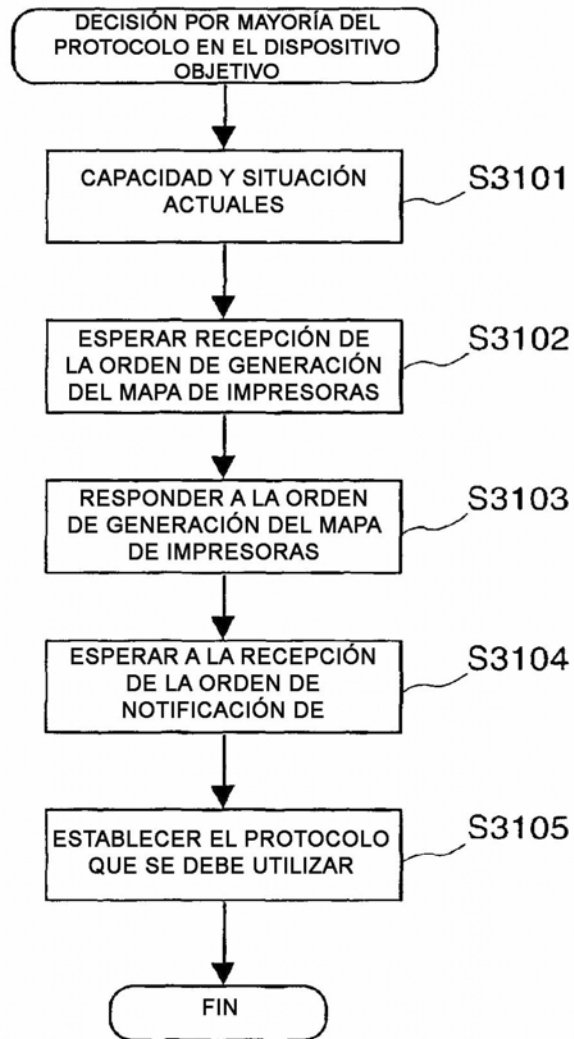 DECISIÓN POR MAYORÍA DEL
PROTOCOLO EN EL DISPOSITIVO
OBJETIVO
CAPACIDAD Y SITUACIÓN
ACTUALES
S3101
ESPERAR RECEPCIÓN DE
LA ORDEN DE GENERACIÓN
DEL MAPA DE IMPRESORAS
S3102
RESPONDER A LA ORDEN
DE GENERACIÓN DEL MAPA
DE IMPRESORAS
S3103
ESPERAR A LA RECEPCIÓN
DE LA ORDEN DE
NOTIFICACIÓN DE
S3104
ESTABLECER EL PROTOCOLO
QUE SE DEBE UTILIZAR
S3105
FIN